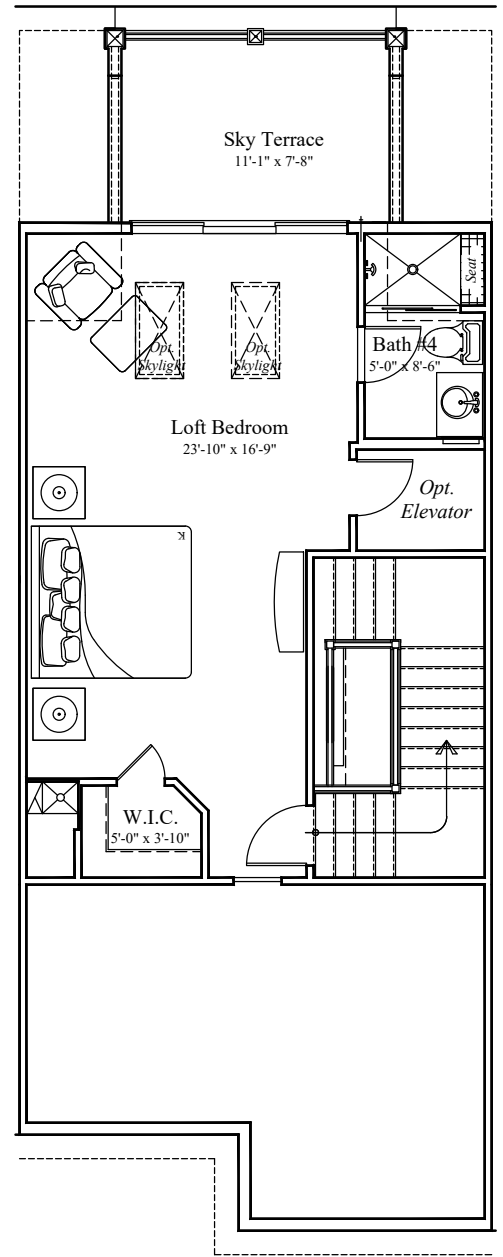 Sky Terrace
11'-1" x 7'-8"
Seat
Opt.
Skylight
Opt.
Skylight
Bath #4
5'-0" x 8'-6"
Loft Bedroom
23'-10" x 16'-9"
Opt.
Elevator
K
W.I.C.
5'-0" x 3'-10"